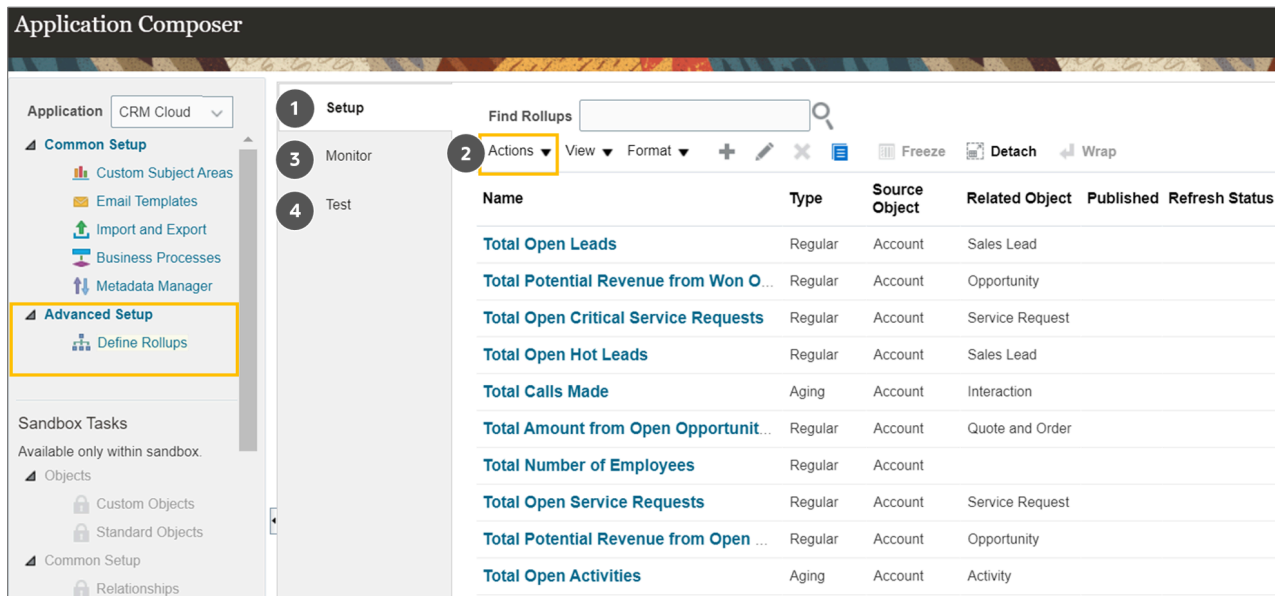 Application Composer
Application CRM Cloud
Common Setup
Custom Subject Areas
Email Templates
Import and Export
Business Processes
Metadata Manager
Advanced Setup
Define Rollups
Sandbox Tasks
Available only within sandbox.
Objects
Custom Objects
Standard Objects
Common Setup
Relationships
1 Setup
3 Monitor
4 Test
Find Rollups
2 Actions View Format Freeze Detach Wrap
Name Type Source Object Related Object Published Refresh Status
Total Open Leads Regular Account Sales Lead
Total Potential Revenue from Won O... Regular Account Opportunity
Total Open Critical Service Requests Regular Account Service Request
Total Open Hot Leads Regular Account Sales Lead
Total Calls Made Aging Account Interaction
Total Amount from Open Opportunit... Regular Account Quote and Order
Total Number of Employees Regular Account
Total Open Service Requests Regular Account Service Request
Total Potential Revenue from Open ... Regular Account Opportunity
Total Open Activities Aging Account Activity